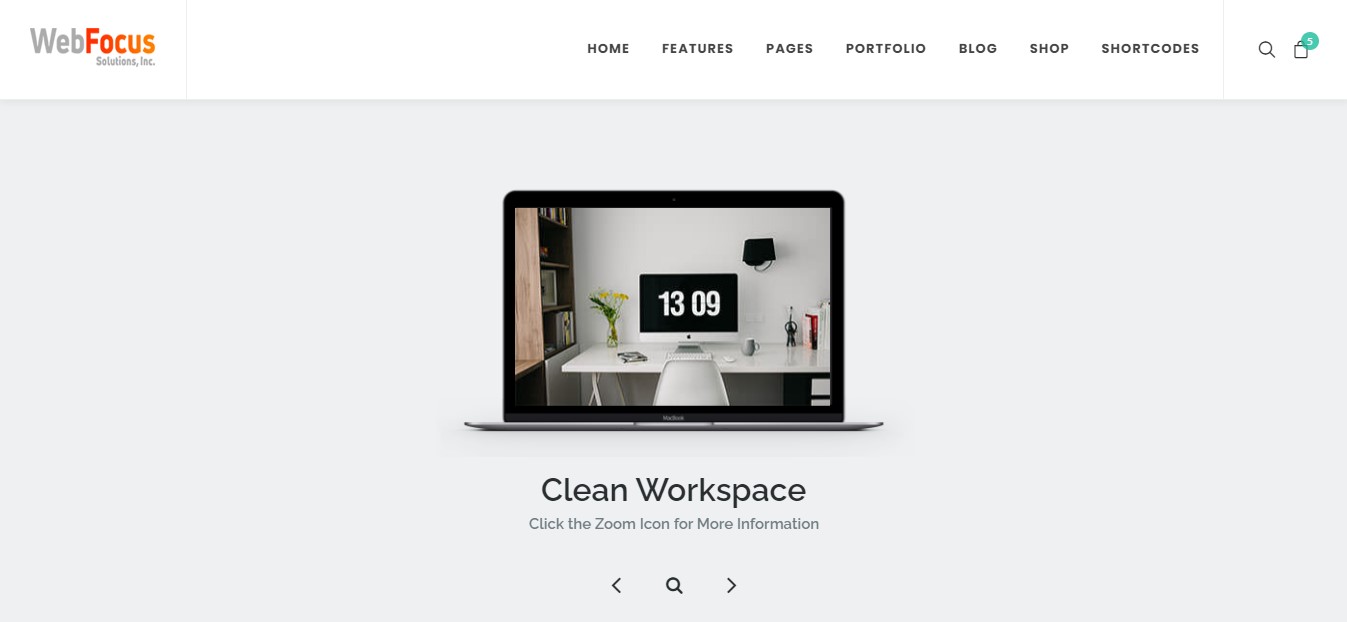 WebFocus
Solutions, Inc.
HOME FEATURES PAGES PORTFOLIO BLOG SHOP SHORTCODES
5
13 09
MacBook
Clean Workspace
Click the Zoom Icon for More Information